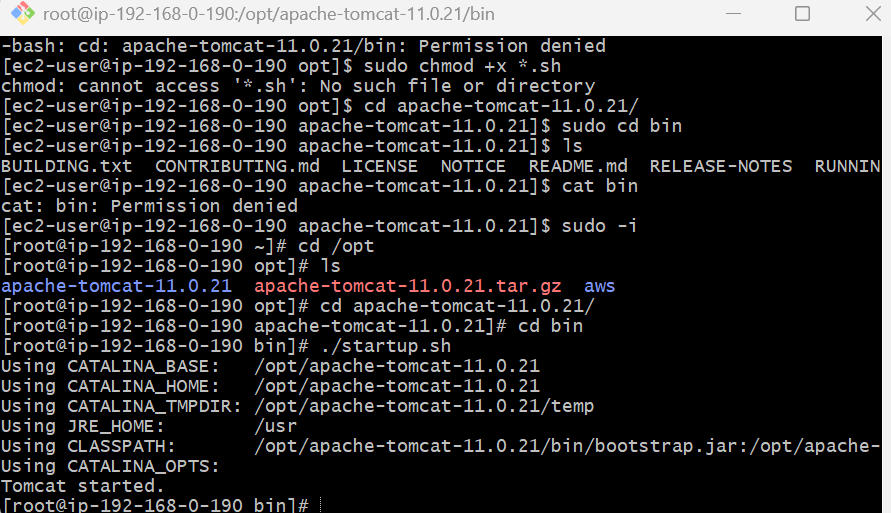 root@ip-192-168-0-190:/opt/apache-tomcat-11.0.21/bin
-bash: cd: apache-tomcat-11.0.21/bin: Permission denied
[ec2-user@ip-192-168-0-190 opt]$ sudo chmod +x *.sh
chmod: cannot access '*.sh': No such file or directory
[ec2-user@ip-192-168-0-190 opt]$ cd apache-tomcat-11.0.21/
[ec2-user@ip-192-168-0-190 apache-tomcat-11.0.21]$ sudo cd bin
[ec2-user@ip-192-168-0-190 apache-tomcat-11.0.21]$ ls
BUILDING.txt  CONTRIBUTING.md  LICENSE  NOTICE  README.md  RELEASE-NOTES  RUNNIN
[ec2-user@ip-192-168-0-190 apache-tomcat-11.0.21]$ cat bin
cat: bin: Permission denied
[ec2-user@ip-192-168-0-190 apache-tomcat-11.0.21]$ sudo -i
[root@ip-192-168-0-190 ~]# cd /opt
[root@ip-192-168-0-190 opt]# ls
apache-tomcat-11.0.21  apache-tomcat-11.0.21.tar.gz  aws
[root@ip-192-168-0-190 opt]# cd apache-tomcat-11.0.21/
[root@ip-192-168-0-190 apache-tomcat-11.0.21]# cd bin
[root@ip-192-168-0-190 bin]# ./startup.sh
Using CATALINA_BASE:   /opt/apache-tomcat-11.0.21
Using CATALINA_HOME:   /opt/apache-tomcat-11.0.21
Using CATALINA_TMPDIR: /opt/apache-tomcat-11.0.21/temp
Using JRE_HOME:        /usr
Using CLASSPATH:       /opt/apache-tomcat-11.0.21/bin/bootstrap.jar:/opt/apache-
Using CATALINA_OPTS:
Tomcat started.
[root@ip-192-168-0-190 bin]#